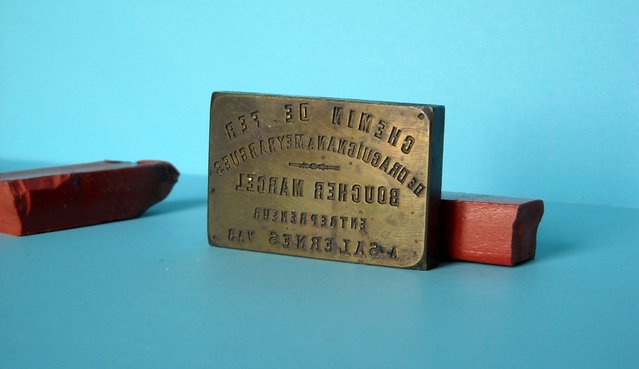 CHEMIN DE FER
DE DRAGUIGNAN A MEYRARGUES
BOUCHER MARCEL
ENTREPRENEUR
A SALERNES VAR